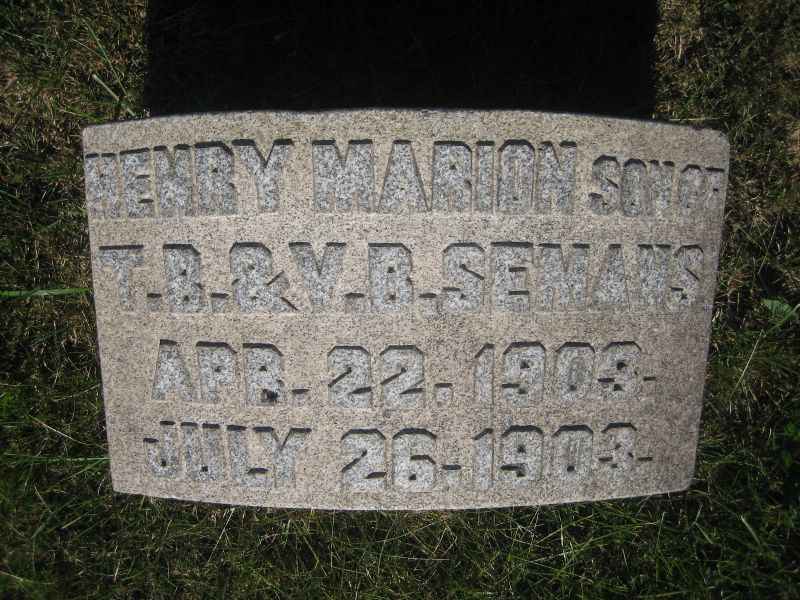 HENRY MARION SON OF
T.B.&V.B.SEMANS
APR.22.1903.
JULY 26.1903.